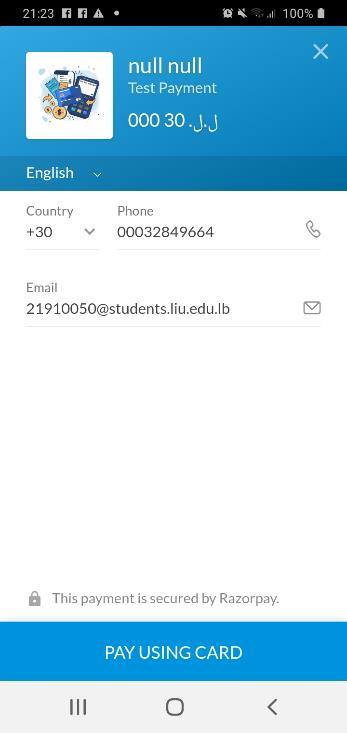 21:23
100%
null null
Test Payment
000 30 ل.ل.
English
Country
Phone
+30
00032849664
Email
21910050@students.liu.edu.lb
This payment is secured by Razorpay.
PAY USING CARD